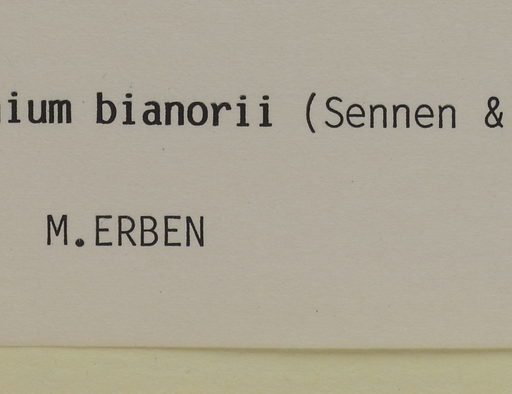 ium bianorii (Sennen &
M.ERBEN